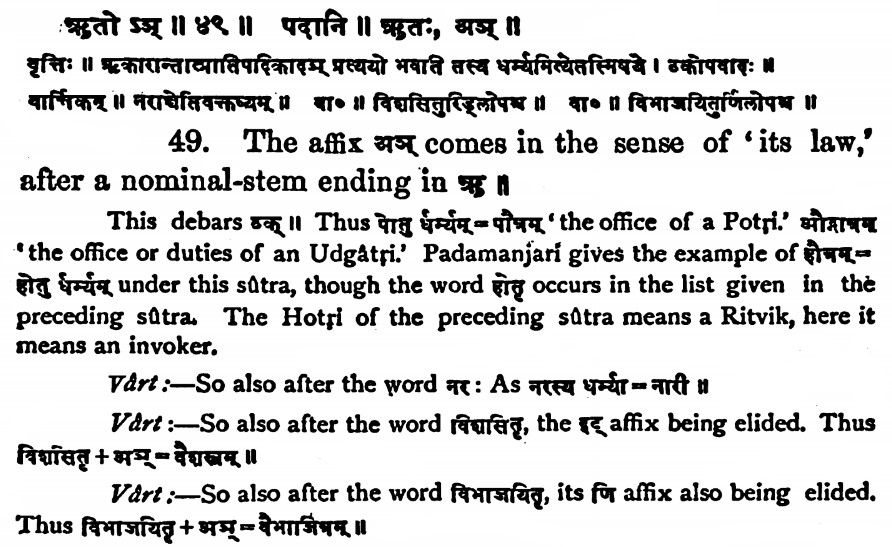 ऋतो ऽञ् ॥ ४९ ॥ पदानि ॥ ऋतः, अञ् ॥
वृत्तिः ॥ ऋकारान्तात्प्रातिपदिकादञ् प्रत्ययो भवति तस्य धर्म्यमित्येतस्मिन्विषये । ठकोपवादः ॥
वार्त्तिकम् ॥ नराच्चेतिवक्तव्यम् ॥ वा० ॥ विशसितुरिड्लोपश्च ॥ वा० ॥ विभाजयितुर्णिलोपश्च ॥
49. The affix अञ् comes in the sense of ‘its law,’
after a nominal-stem ending in ऋ ॥
This debars ठक् ॥ Thus पोतु र्धर्म्यम् = पौत्रम् ‘the office of a Potṛi.’ औद्गात्रम्
‘the office or duties of an Udgâtṛi.’ Padamanjarí gives the example of हौत्रम् =
होतु र्धर्म्यम् under this sûtra, though the word होतृ occurs in the list given in the
preceding sûtra. The Hotṛi of the preceding sûtra means a Ritvik, here it
means an invoker.
Vârt :—So also after the word नर : As नरस्य धर्म्या = नारी ॥
Vârt :—So also after the word विशसितृ, the इट् affix being elided. Thus
विशसितृ + अञ् = वैशस्त्रम् ॥
Vârt :—So also after the word विभाजयितृ, its णि affix also being elided.
Thus विभाजयितृ + अञ् = वैभाजित्रम् ॥